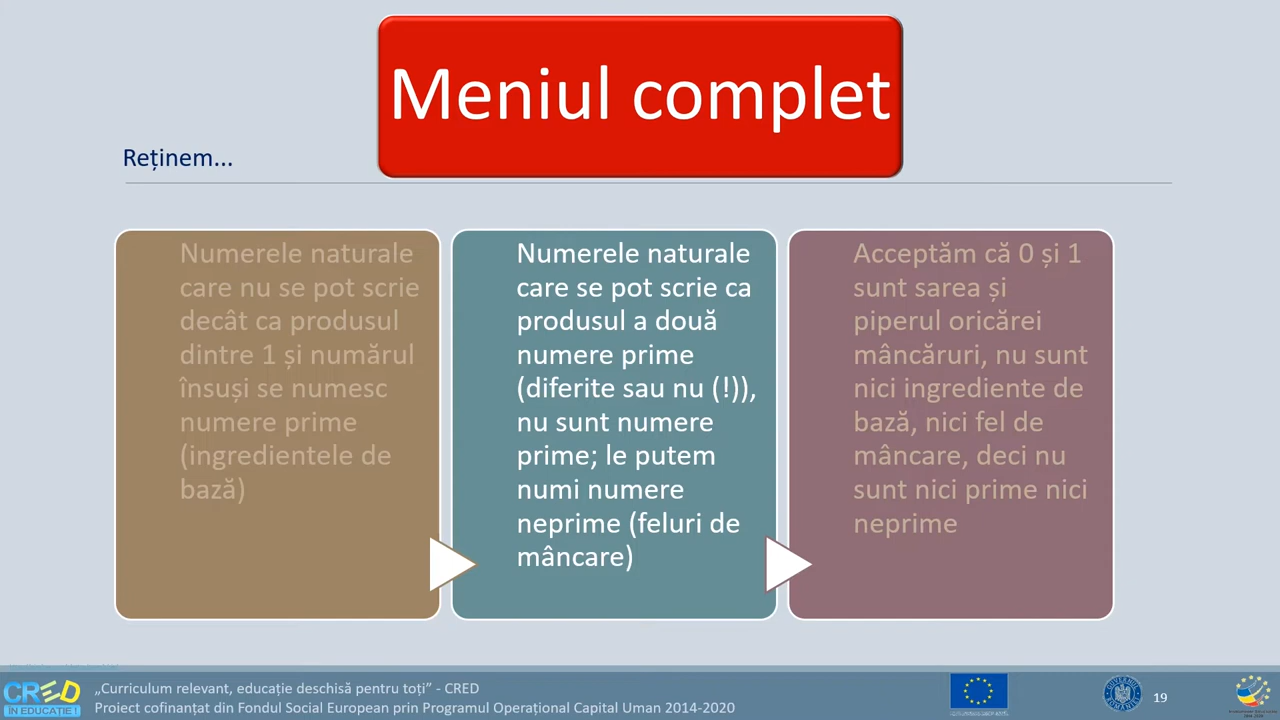 Meniul complet
Reținem...
Numerele naturale
care nu se pot scrie
decât ca produsul
dintre 1 și numărul
însuși se numesc
numere prime
(ingredientele de
bază)
Numerele naturale
care se pot scrie ca
produsul a două
numere prime
(diferite sau nu (!)),
nu sunt numere
prime; le putem
numi numere
neprime (feluri de
mâncare)
Acceptăm că 0 și 1
sunt sarea și
piperul oricărei
mâncăruri, nu sunt
nici ingrediente de
bază, nici fel de
mâncare, deci nu
sunt nici prime nici
neprime
CRED
ÎN EDUCAȚIE !
„Curriculum relevant, educație deschisă pentru toți” - CRED
Proiect cofinanțat din Fondul Social European prin Programul Operațional Capital Uman 2014-2020
19